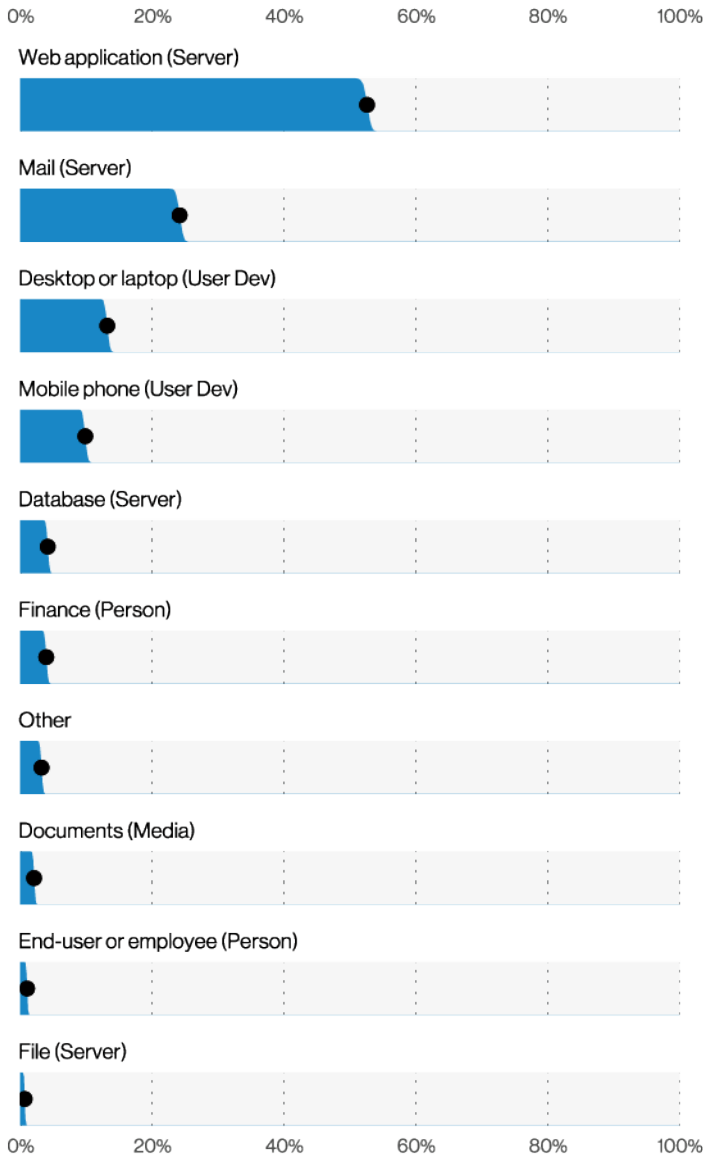 0% 20% 40% 60% 80% 100%
Web application (Server)
Mail (Server)
Desktop or laptop (User Dev)
Mobile phone (User Dev)
Database (Server)
Finance (Person)
Other
Documents (Media)
End-user or employee (Person)
File (Server)
0% 20% 40% 60% 80% 100%